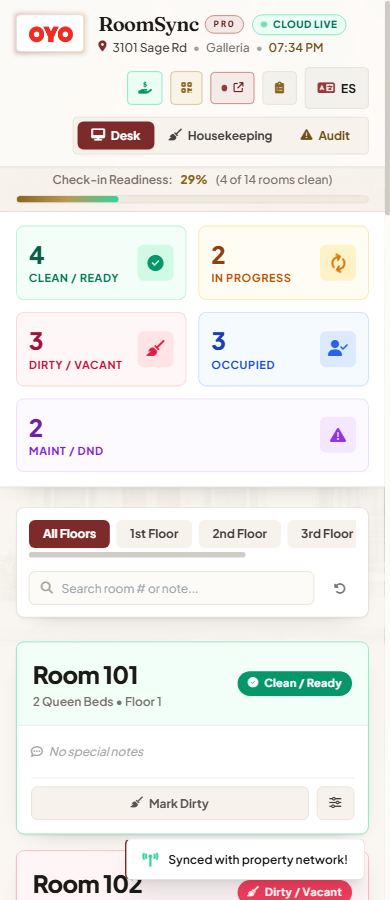 OYO
RoomSync PRO CLOUD LIVE
3101 Sage Rd • Galleria • 07:34 PM
ES
Desk Housekeeping Audit
Check-in Readiness: 29% (4 of 14 rooms clean)
4
CLEAN / READY
2
IN PROGRESS
3
DIRTY / VACANT
3
OCCUPIED
2
MAINT / DND
All Floors 1st Floor 2nd Floor 3rd Floor
Search room # or note...
Room 101
Clean / Ready
2 Queen Beds • Floor 1
No special notes
Mark Dirty
Synced with property network!
Room 102
Dirty / Vacant